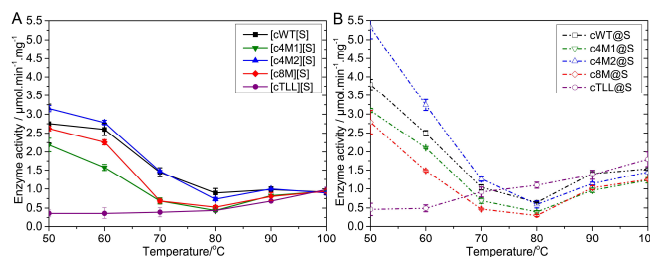 A
Enzyme activity / μmol.min⁻¹.mg⁻¹
5.5
5.0
4.5
4.0
3.5
3.0
2.5
2.0
1.5
1.0
0.5
0.0
[cWT[S]
[c4M1][S]
[c4M2][S]
[c8M][S]
[cTLL][S]
50 60 70 80 90 100
Temperature/°C
B
Enzyme activity / μmol.min⁻¹.mg⁻¹
5.5
5.0
4.5
4.0
3.5
3.0
2.5
2.0
1.5
1.0
0.5
0.0
cWT@S
c4M1@S
c4M2@S
c8M@S
cTLL@S
50 60 70 80 90 100
Temperature/°C